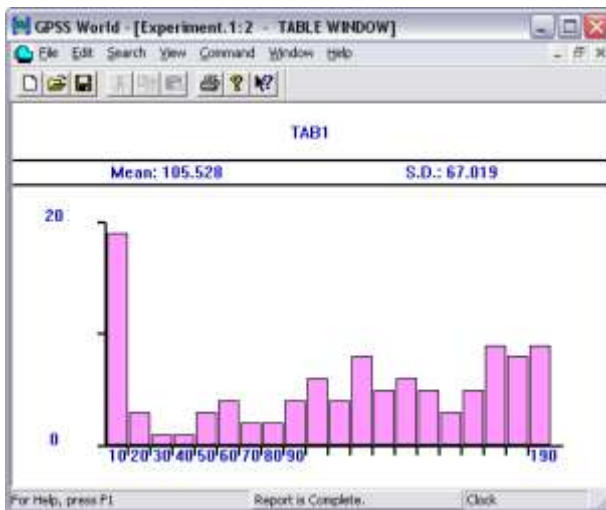 GPSS World - [Experiment.1:2 - TABLE WINDOW]
File Edit Search View Command Window Help
TAB1
Mean: 105.528 S.D.: 67.019
20
0
10 20 30 40 50 60 70 80 90 190
For Help, press F1 Report is Complete. Clock